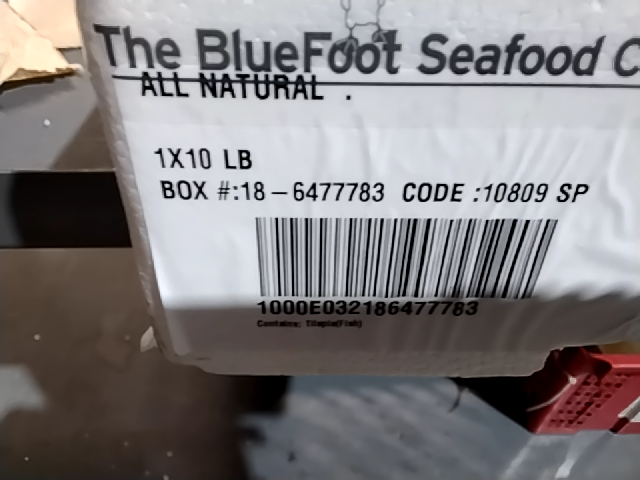 The BlueFoot Seafood C
ALL NATURAL .
1X10 LB
BOX #:18-6477783 CODE :10809 SP
1000E032186477783
Contains: Tilapia(Fish)